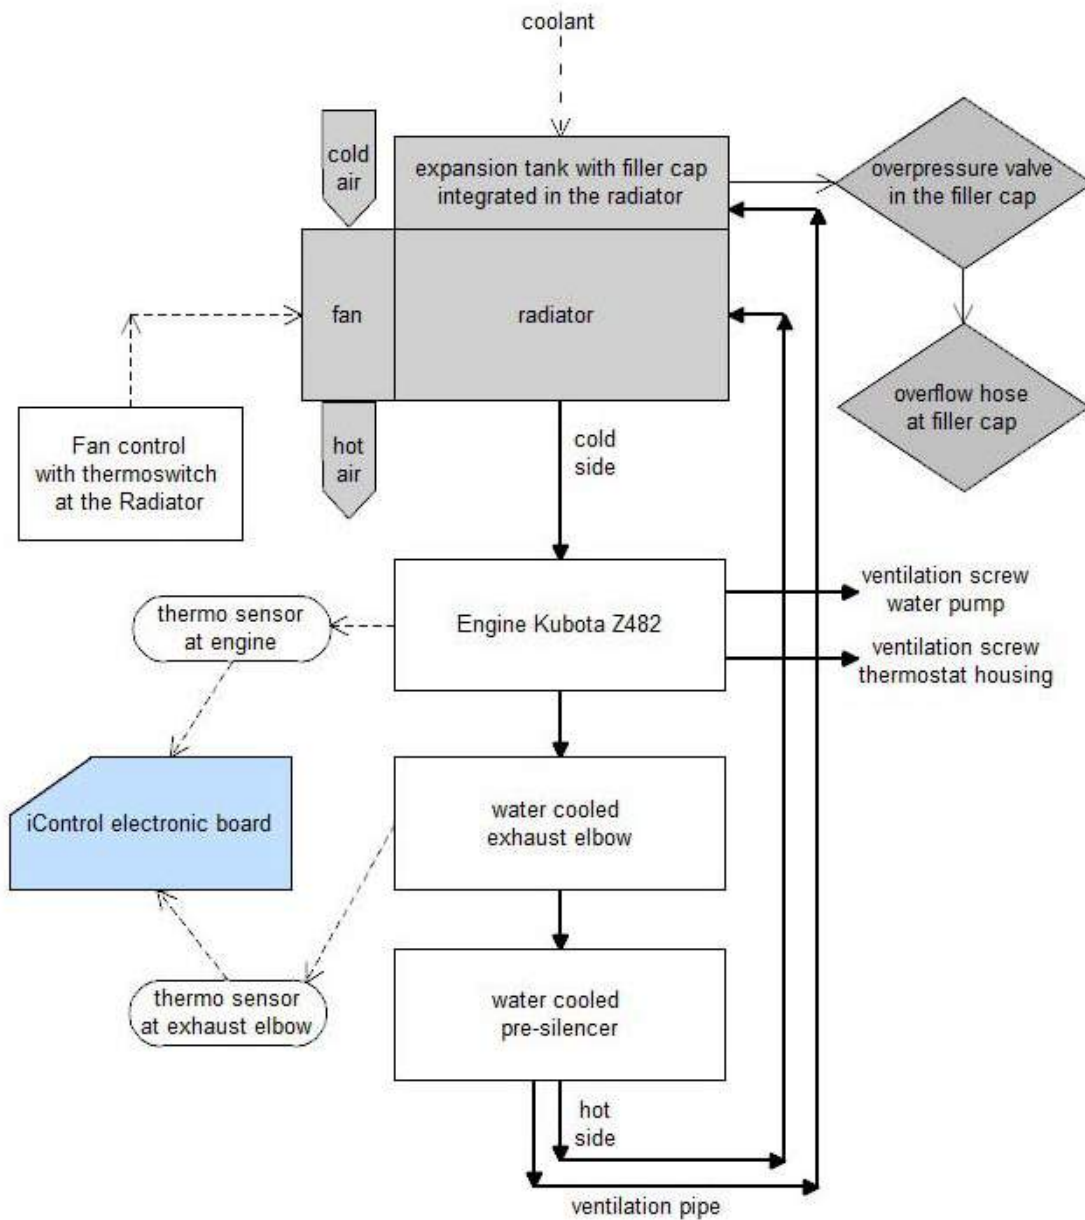 coolant
cold
air
expansion tank with filler cap
integrated in the radiator
overpressure valve
in the filler cap
fan
radiator
overflow hose
at filler cap
Fan control
with thermoswitch
at the Radiator
hot
air
cold
side
ventilation screw
water pump
thermo sensor
at engine
Engine Kubota Z482
ventilation screw
thermostat housing
iControl electronic board
water cooled
exhaust elbow
thermo sensor
at exhaust elbow
water cooled
pre-silencer
hot
side
ventilation pipe